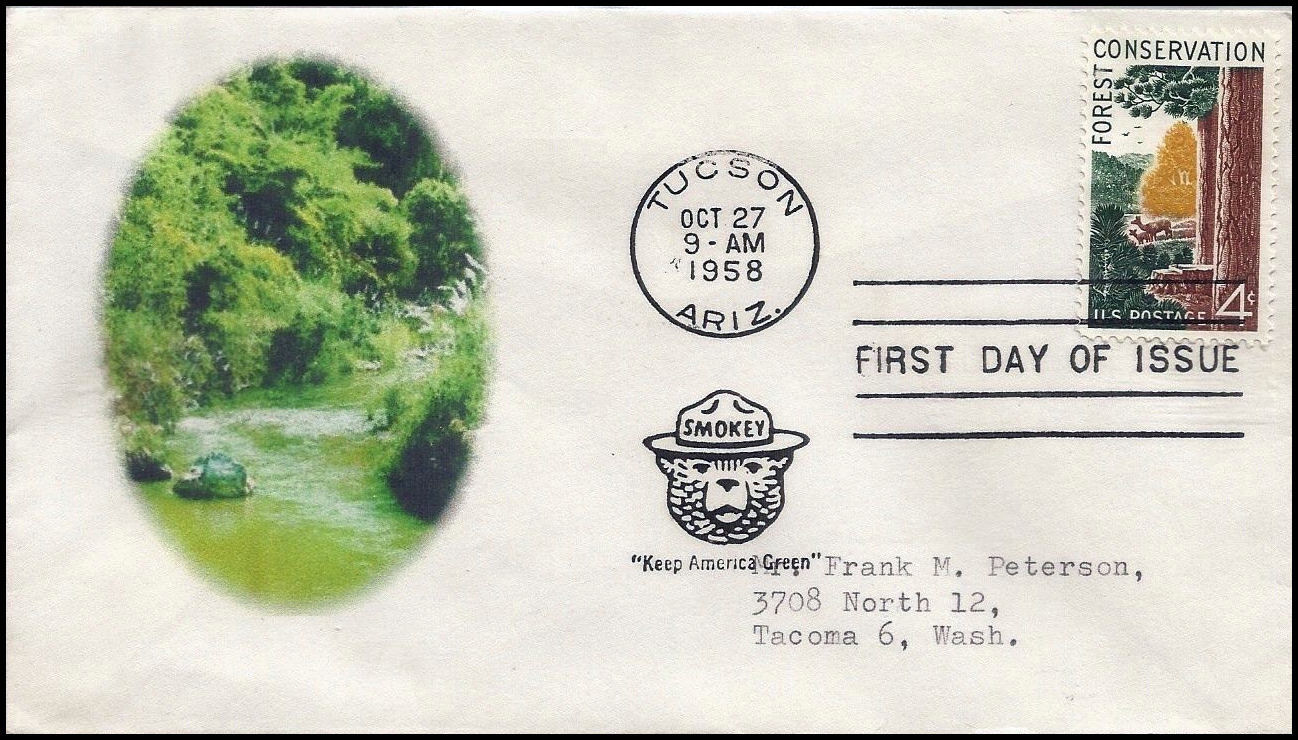 FOREST CONSERVATION
4¢
U.S. POSTAGE
TUCSON
OCT 27
9-AM
1958
ARIZ.
FIRST DAY OF ISSUE
SMOKEY
"Keep America Green"
Mr. Frank M. Peterson,
3708 North 12,
Tacoma 6, Wash.